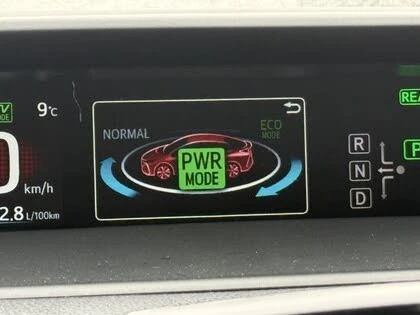 9°C
NORMAL
ECO
MODE
PWR
MODE
km/h
2.8 L/100km
R
N
D
P